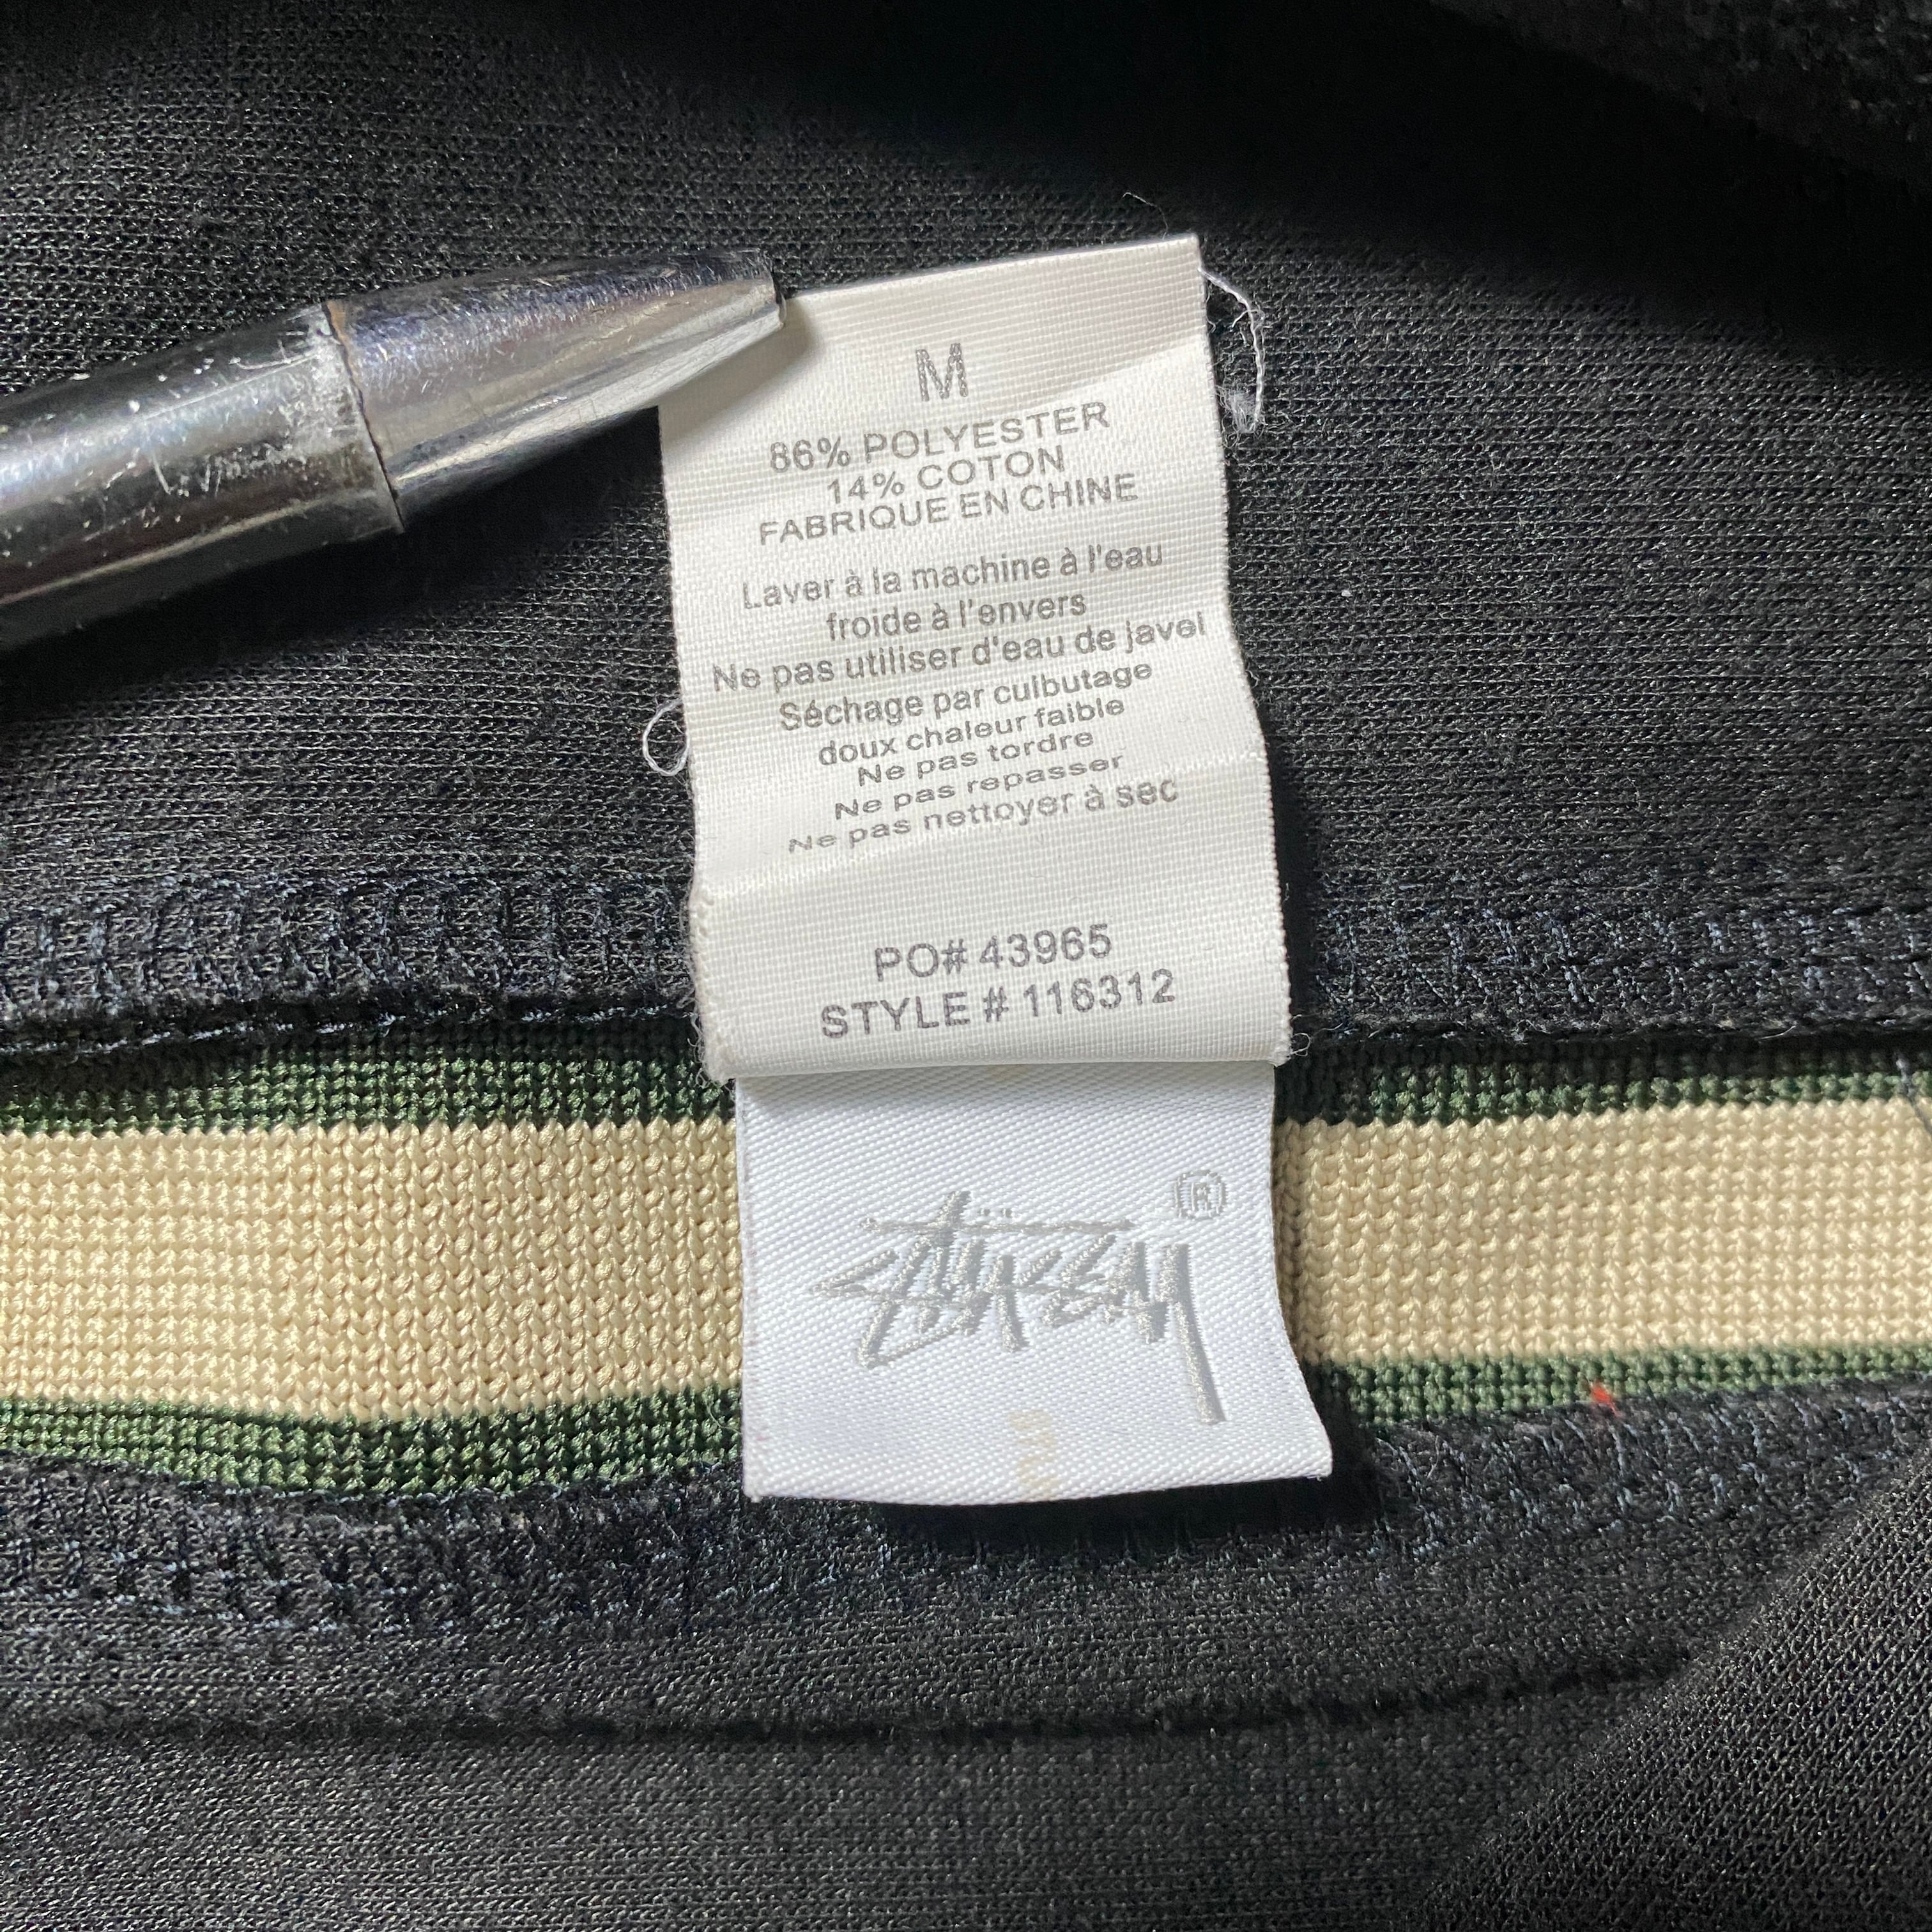 M
86% POLYESTER
14% COTON
FABRIQUE EN CHINE
Laver à la machine à l'eau
froide à l'envers
Ne pas utiliser d'eau de javel
Séchage par culbutage
doux chaleur faible
Ne pas tordre
Ne pas repasser
Ne pas nettoyer à sec
PO# 43965
STYLE # 116312
Stüssy ®